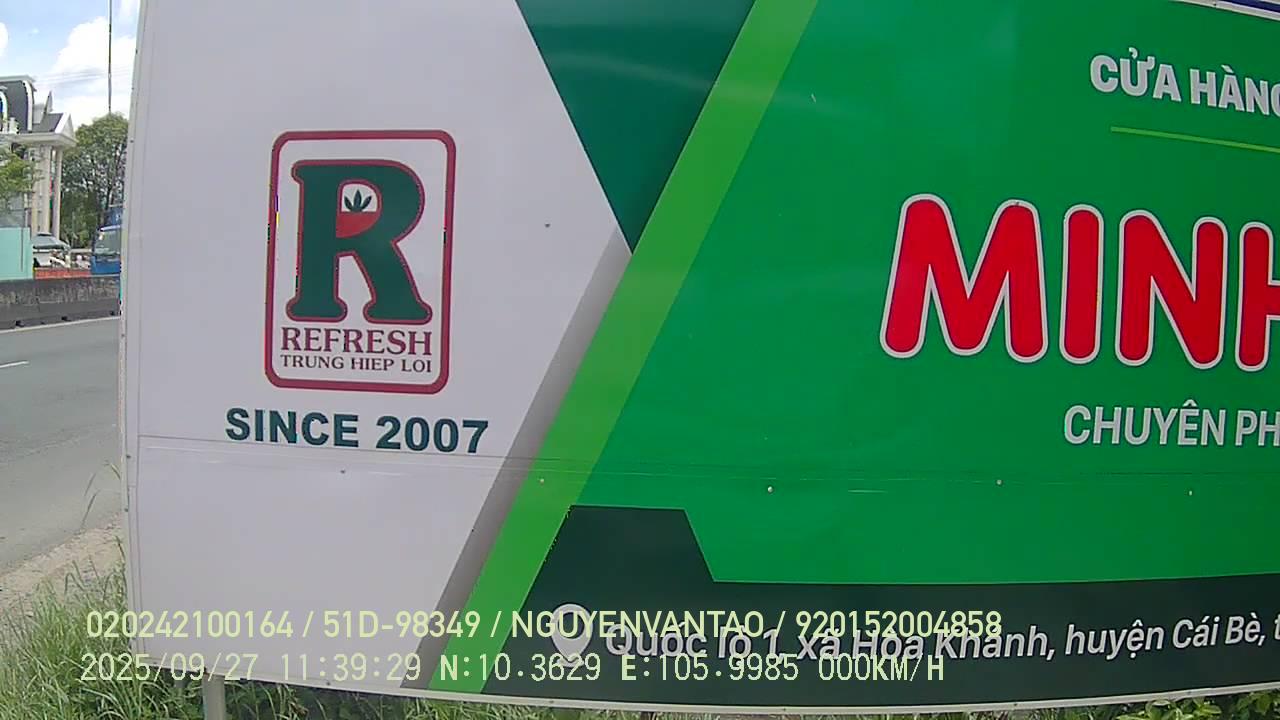 CỬA HÀNG
R
REFRESH
TRUNG HIEP LOI
MINH
SINCE 2007
CHUYÊN PH
Quốc lộ 1, xã Hòa Khánh, huyện Cái Bè, t
020242100164 / 51D-98349 / NGUYENVANTAO / 920152004858
2025/09/27 11:39:29 N:10.3629 E:105.9985 000KM/H